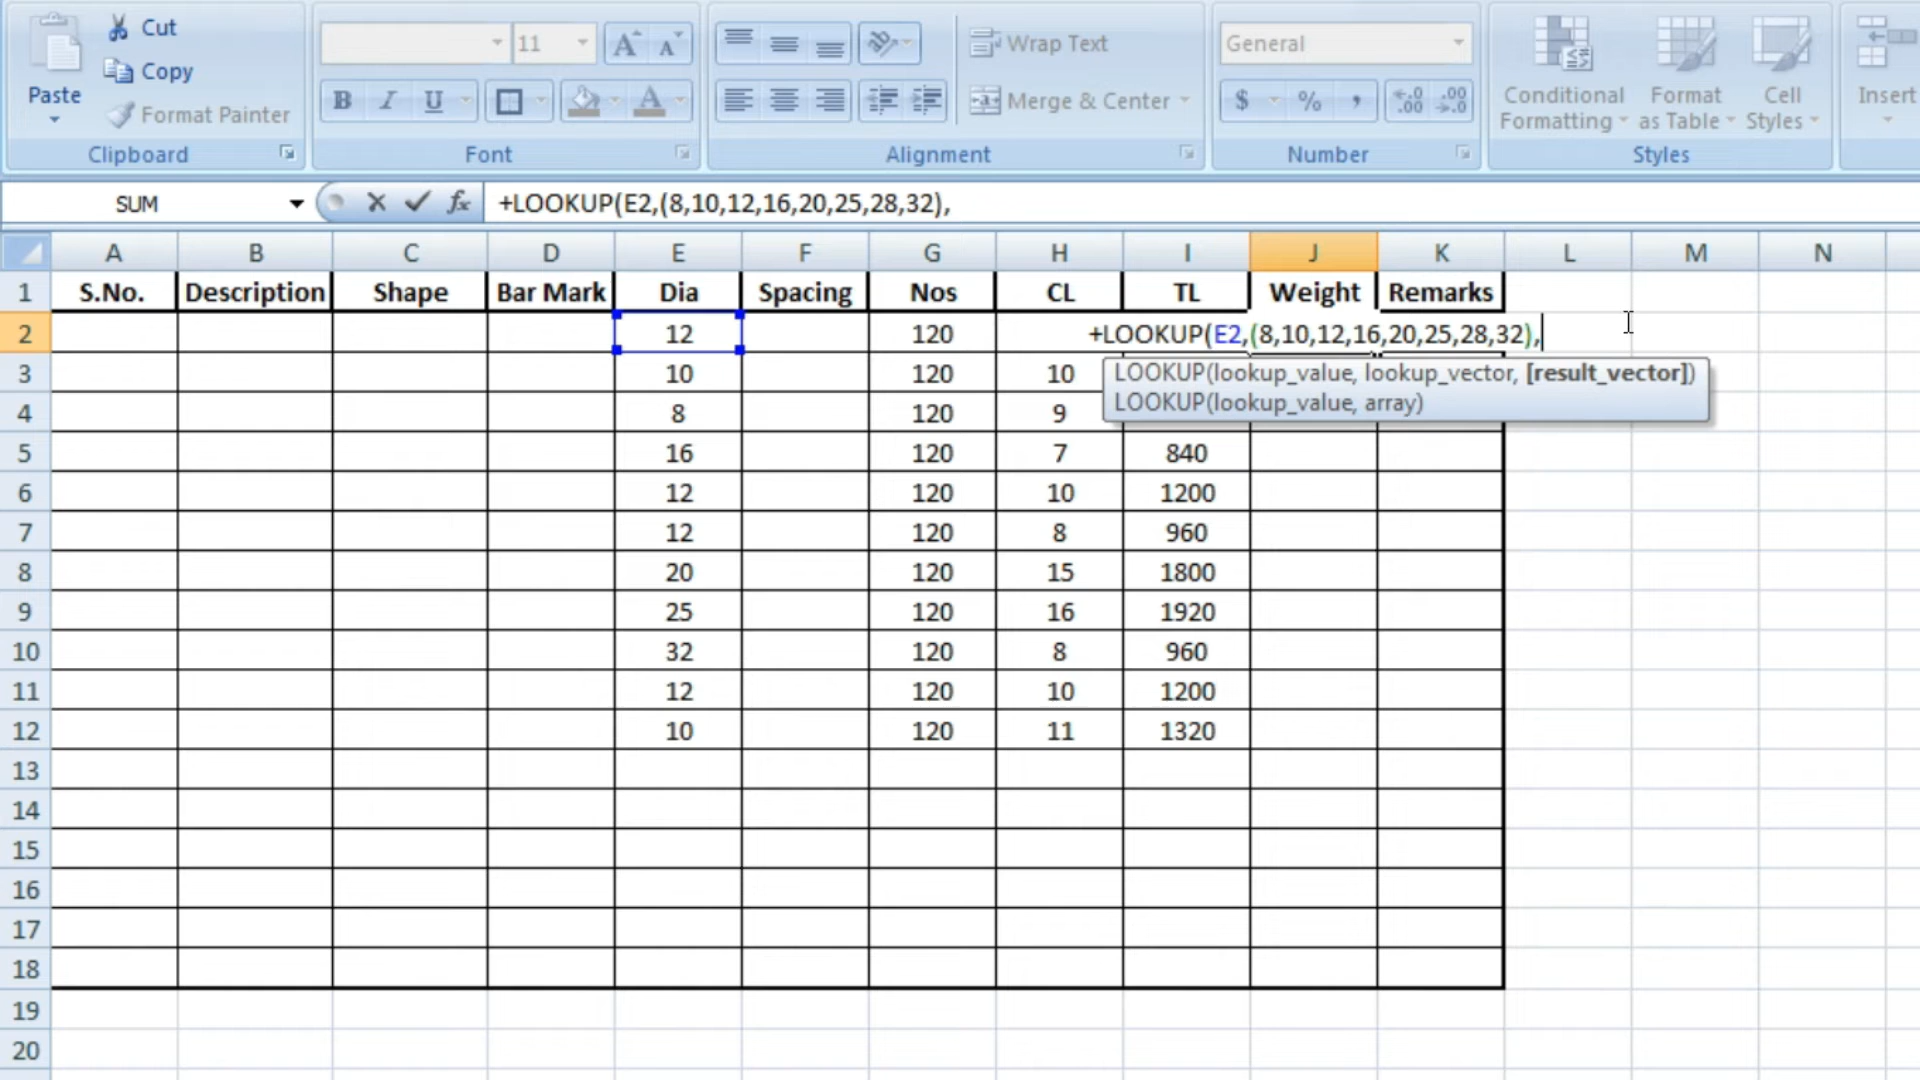 Cut
Copy
Paste
Format Painter
Clipboard
11
A A
B I U A
Font
Wrap Text
Merge & Center
Alignment
General
$ % ,
.0 .00
.00 .0
Number
Conditional Formatting
Format as Table
Cell Styles
Styles
Insert
SUM
fx
+LOOKUP(E2,(8,10,12,16,20,25,28,32),
A B C D E F G H I J K L M N
1 S.No. Description Shape Bar Mark Dia Spacing Nos CL TL Weight Remarks
2 12 120 +LOOKUP(E2,(8,10,12,16,20,25,28,32),
LOOKUP(lookup_value, lookup_vector, [result_vector])
LOOKUP(lookup_value, array)
3 10 120 10
4 8 120 9
5 16 120 7 840
6 12 120 10 1200
7 12 120 8 960
8 20 120 15 1800
9 25 120 16 1920
10 32 120 8 960
11 12 120 10 1200
12 10 120 11 1320
13
14
15
16
17
18
19
20